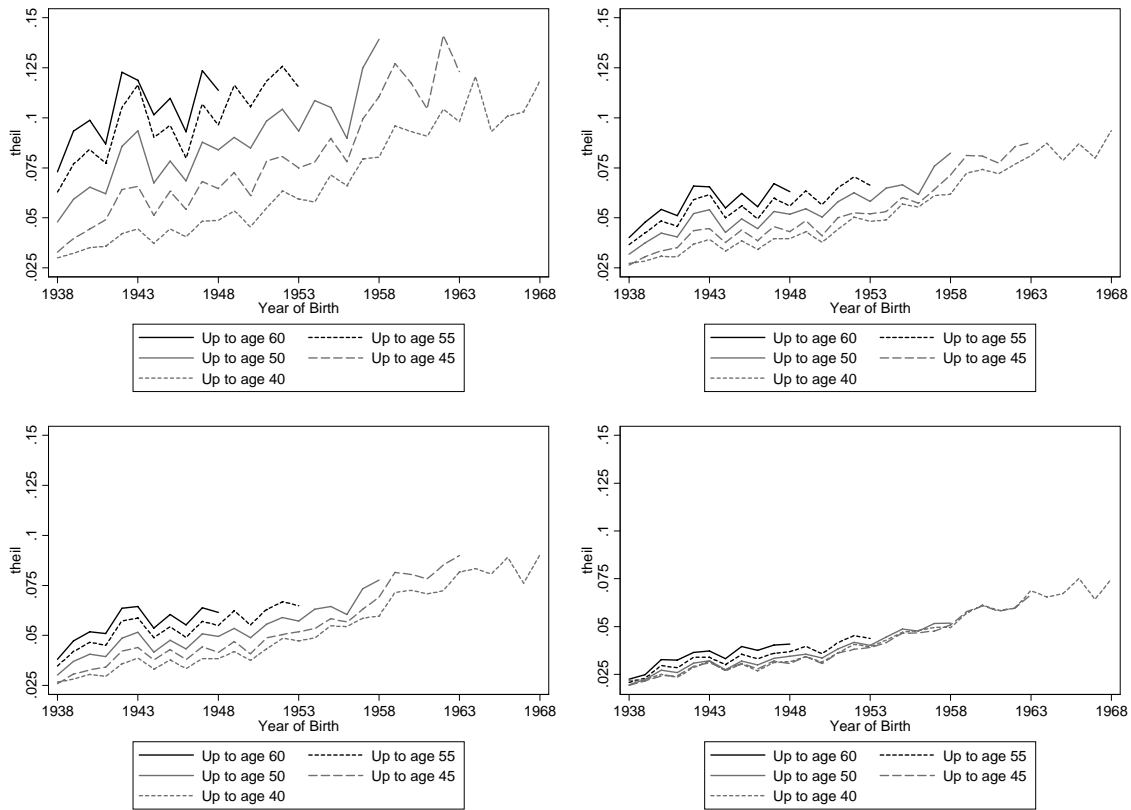 .15
.125
.1
.075
.05
.025
theil
1938 1943 1948 1953 1958 1963 1968
Year of Birth
Up to age 60 Up to age 55
Up to age 50 Up to age 45
Up to age 40
.15
.125
.1
.075
.05
.025
theil
1938 1943 1948 1953 1958 1963 1968
Year of Birth
Up to age 60 Up to age 55
Up to age 50 Up to age 45
Up to age 40
.15
.125
.1
.075
.05
.025
theil
1938 1943 1948 1953 1958 1963 1968
Year of Birth
Up to age 60 Up to age 55
Up to age 50 Up to age 45
Up to age 40
.15
.125
.1
.075
.05
.025
theil
1938 1943 1948 1953 1958 1963 1968
Year of Birth
Up to age 60 Up to age 55
Up to age 50 Up to age 45
Up to age 40